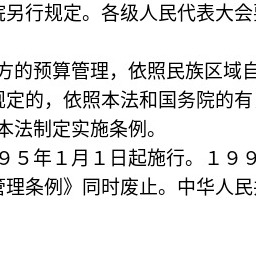 院另行规定。各级人民代表大会
方的预算管理，依照民族区域自
规定的，依照本法和国务院的有
本法制定实施条例。
９５年１月１日起施行。１９９
管理条例》同时废止。中华人民